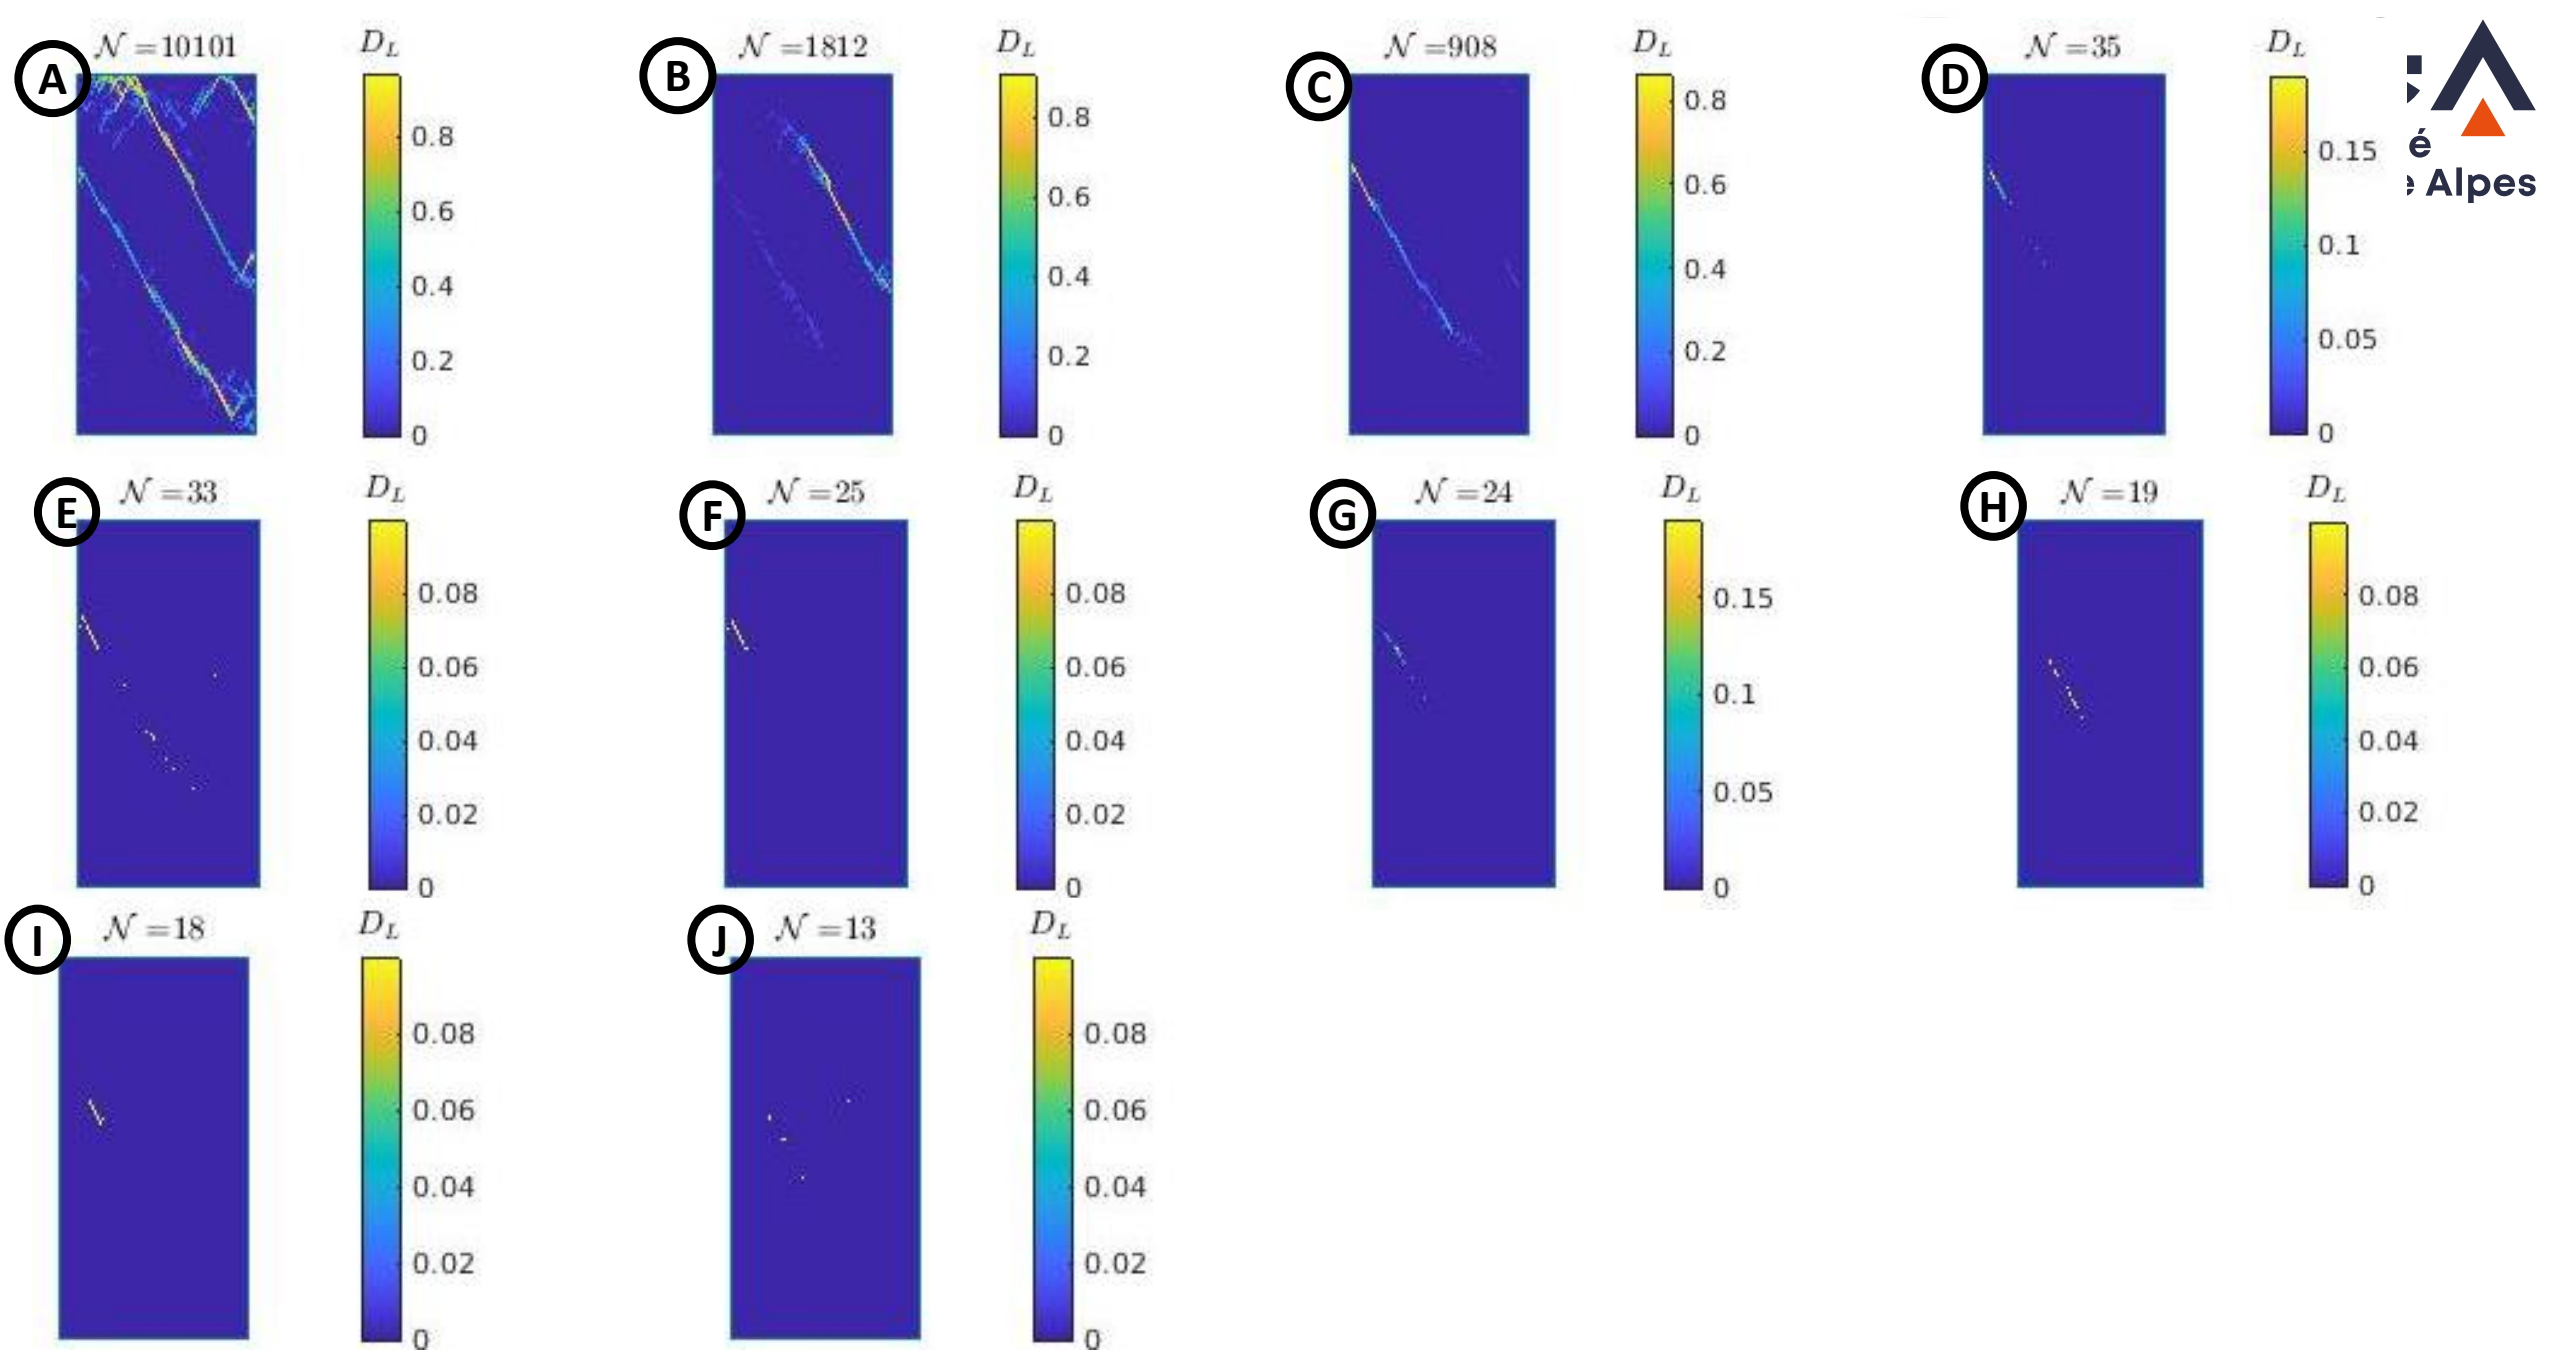 A
𝒩 =10101
D_L
0.8
0.6
0.4
0.2
0
B
𝒩 =1812
D_L
0.8
0.6
0.4
0.2
0
C
𝒩 =908
D_L
0.8
0.6
0.4
0.2
0
D
𝒩 =35
D_L
0.15
0.1
0.05
0
é
Alpes
E
𝒩 =33
D_L
0.08
0.06
0.04
0.02
0
F
𝒩 =25
D_L
0.08
0.06
0.04
0.02
0
G
𝒩 =24
D_L
0.15
0.1
0.05
0
H
𝒩 =19
D_L
0.08
0.06
0.04
0.02
0
I
𝒩 =18
D_L
0.08
0.06
0.04
0.02
0
J
𝒩 =13
D_L
0.08
0.06
0.04
0.02
0